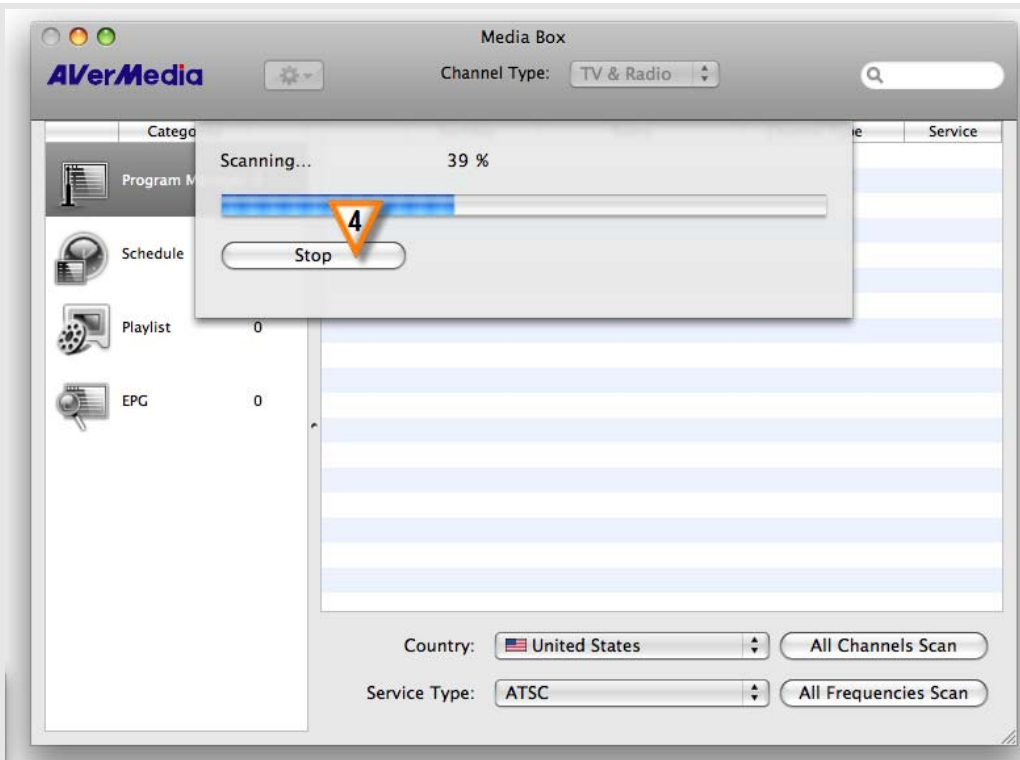 Media Box
AVerMedia
Channel Type: TV & Radio
Catego Service
Scanning... 39 %
Program M
4
Schedule
Stop
Playlist 0
EPG 0
Country: United States All Channels Scan
Service Type: ATSC All Frequencies Scan